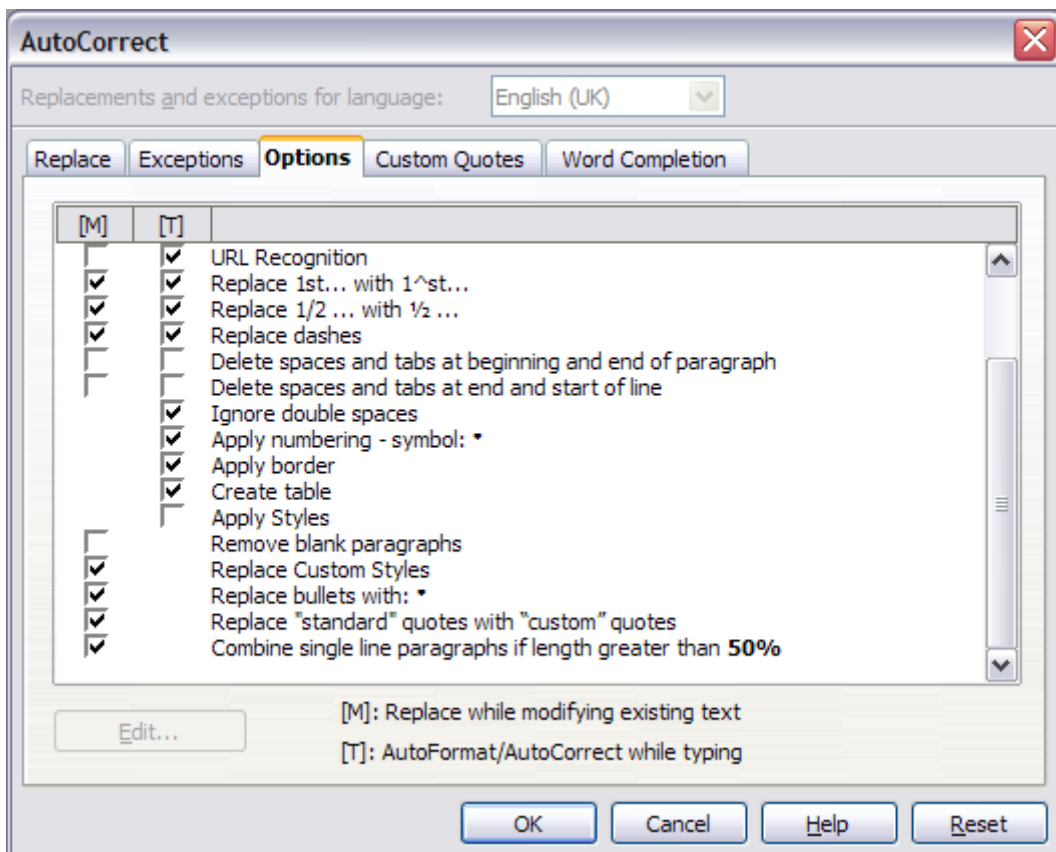 AutoCorrect
Replacements and exceptions for language: English (UK)
Replace Exceptions Options Custom Quotes Word Completion
[M] [T]
URL Recognition
Replace 1st... with 1^st...
Replace 1/2 ... with ½ ...
Replace dashes
Delete spaces and tabs at beginning and end of paragraph
Delete spaces and tabs at end and start of line
Ignore double spaces
Apply numbering - symbol: •
Apply border
Create table
Apply Styles
Remove blank paragraphs
Replace Custom Styles
Replace bullets with: •
Replace "standard" quotes with “custom” quotes
Combine single line paragraphs if length greater than 50%
Edit... [M]: Replace while modifying existing text
[T]: AutoFormat/AutoCorrect while typing
OK Cancel Help Reset